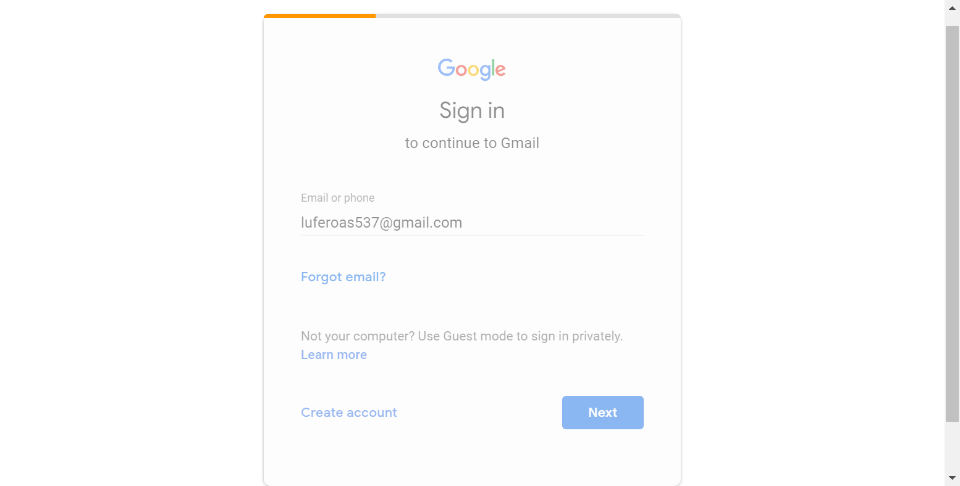 Google
Sign in
to continue to Gmail
Email or phone
luferoas537@gmail.com
Forgot email?
Not your computer? Use Guest mode to sign in privately.
Learn more
Create account
Next